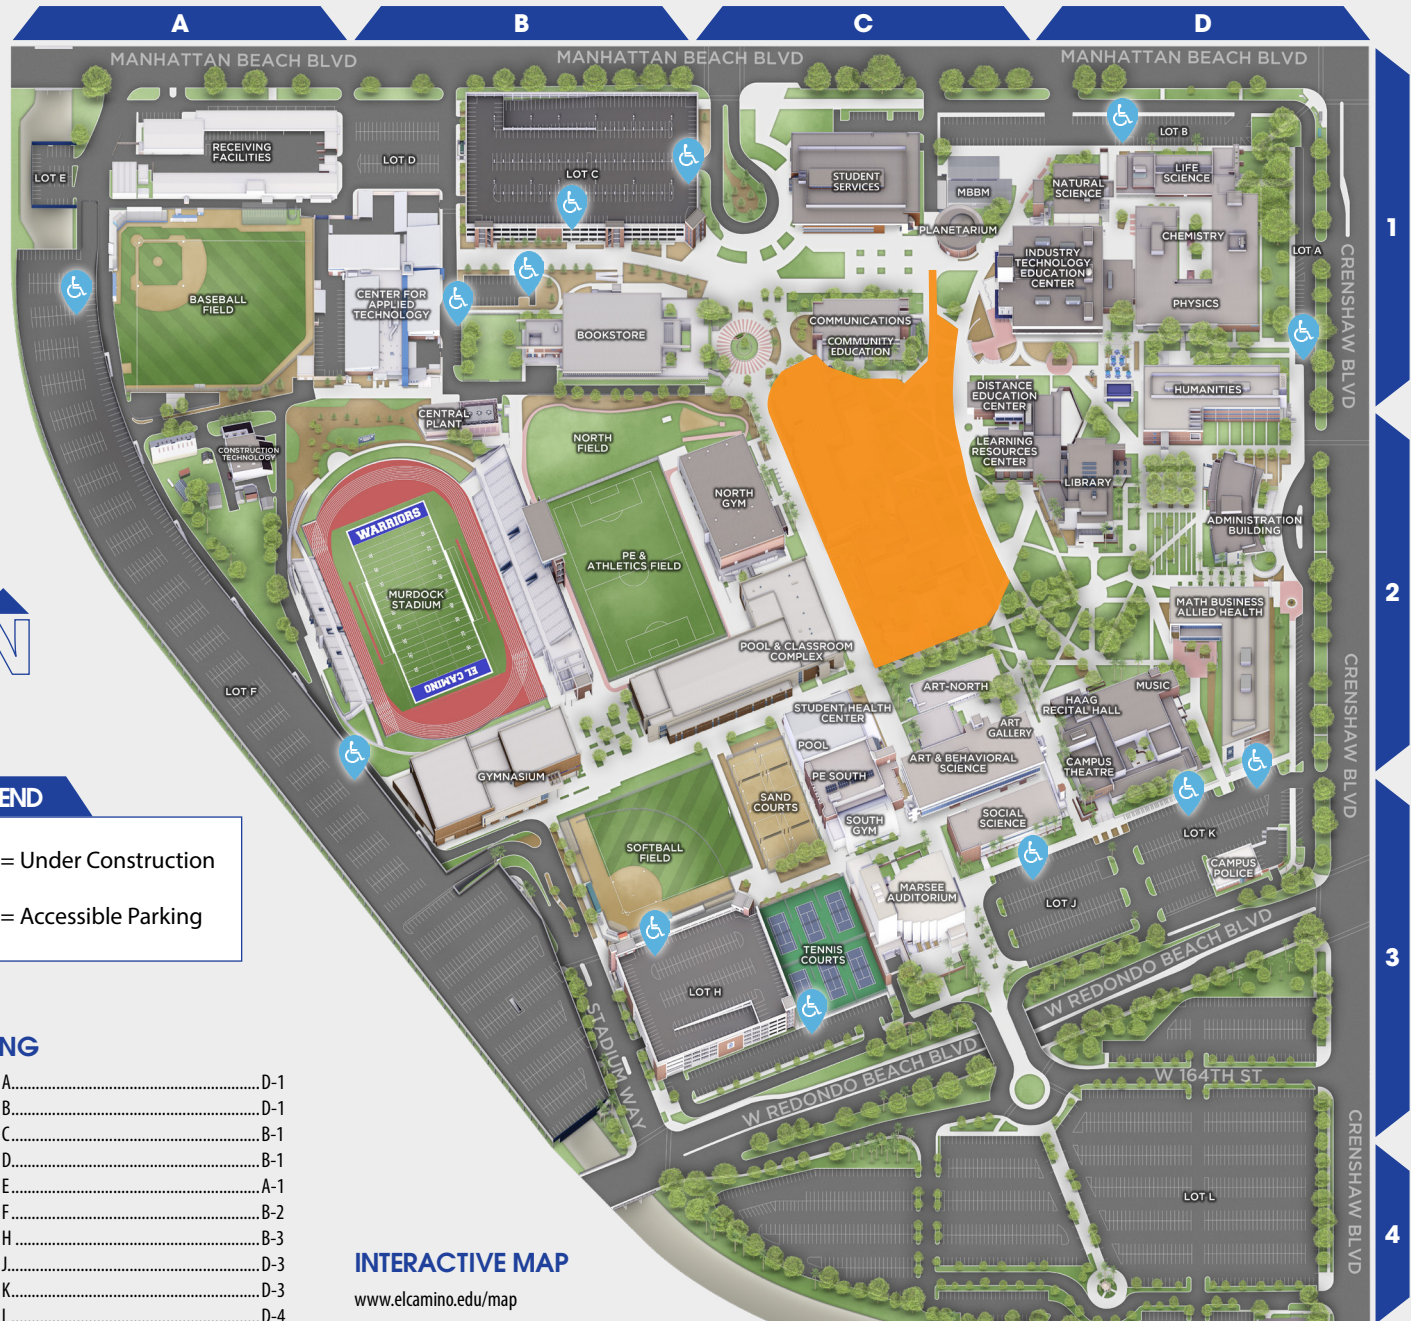 A
B
C
D
MANHATTAN BEACH BLVD
MANHATTAN BEACH BLVD
MANHATTAN BEACH BLVD
LOT B
RECEIVING
FACILITIES
LOT D
LOT C
LOT E
STUDENT
SERVICES
MBBM
NATURAL
SCIENCE
LIFE
SCIENCE
PLANETARIUM
CHEMISTRY
1
LOT A
INDUSTRY
TECHNOLOGY
EDUCATION
CENTER
PHYSICS
CRENSHAW BLVD
BASEBALL
FIELD
CENTER FOR
APPLIED
TECHNOLOGY
BOOKSTORE
COMMUNICATIONS
COMMUNITY
EDUCATION
DISTANCE
EDUCATION
CENTER
HUMANITIES
CENTRAL
PLANT
CONSTRUCTION
TECHNOLOGY
NORTH
FIELD
LEARNING
RESOURCES
CENTER
LIBRARY
NORTH
GYM
ADMINISTRATION
BUILDING
WARRIORS
PE &
ATHLETICS FIELD
MURDOCK
STADIUM
2
MATH BUSINESS
ALLIED HEALTH
N
POOL & CLASSROOM
COMPLEX
EL CAMINO
LOT F
ART-NORTH
MUSIC
HAAG
RECITAL HALL
CRENSHAW BLVD
STUDENT HEALTH
CENTER
ART
GALLERY
POOL
ART & BEHAVIORAL
SCIENCE
CAMPUS
THEATRE
GYMNASIUM
PE SOUTH
SAND
COURTS
SOUTH
GYM
SOCIAL
SCIENCE
LOT K
END
= Under Construction
= Accessible Parking
SOFTBALL
FIELD
CAMPUS
POLICE
MARSEE
AUDITORIUM
LOT J
TENNIS
COURTS
3
W REDONDO BEACH BLVD
LOT H
STADIUM WAY
W REDONDO BEACH BLVD
W 164TH ST
CRENSHAW BLVD
LOT L
4
NG
A D-1
B D-1
C B-1
D B-1
E A-1
F B-2
H B-3
J D-3
K D-3
L D-4
INTERACTIVE MAP
www.elcamino.edu/map